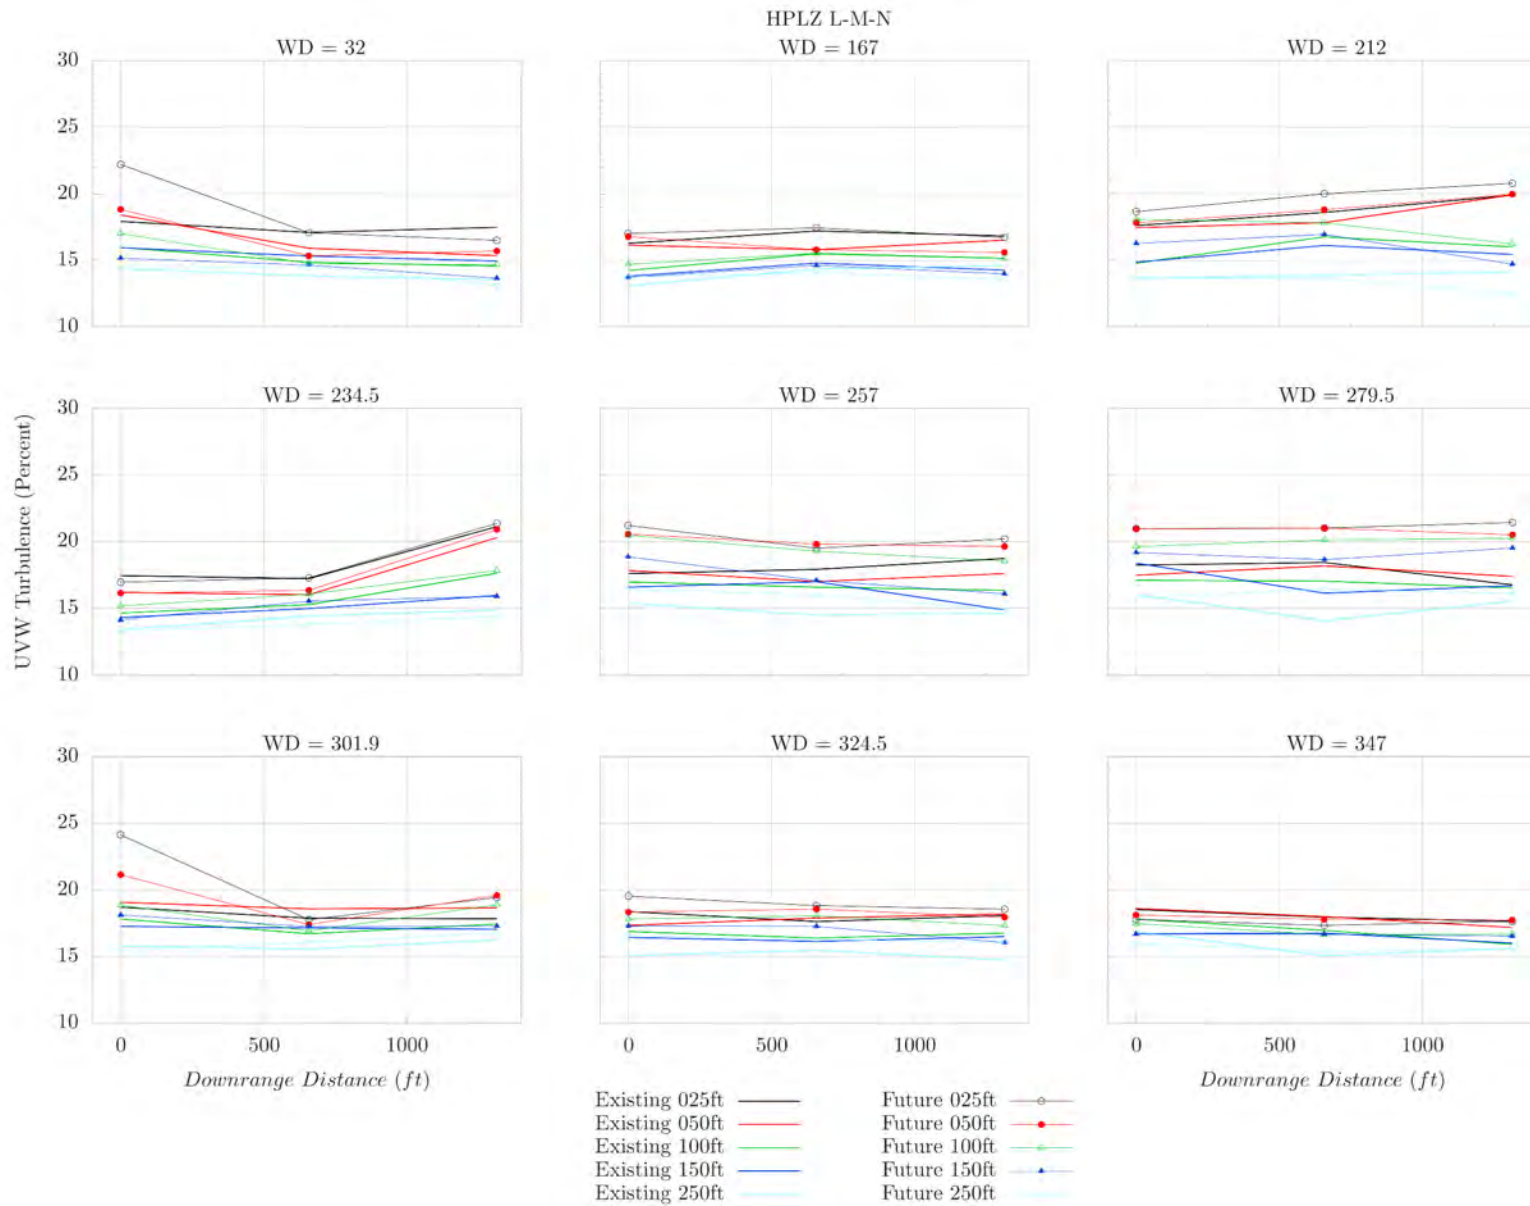 HPLZ L-M-N
WD = 32
WD = 167
WD = 212
30
25
20
15
10
WD = 234.5
WD = 257
WD = 279.5
30
25
20
15
10
UVW Turbulence (Percent)
WD = 301.9
WD = 324.5
WD = 347
30
25
20
15
10
0 500 1000 0 500 1000 0 500 1000
Downrange Distance (ft) Downrange Distance (ft)
Existing 025ft Future 025ft
Existing 050ft Future 050ft
Existing 100ft Future 100ft
Existing 150ft Future 150ft
Existing 250ft Future 250ft